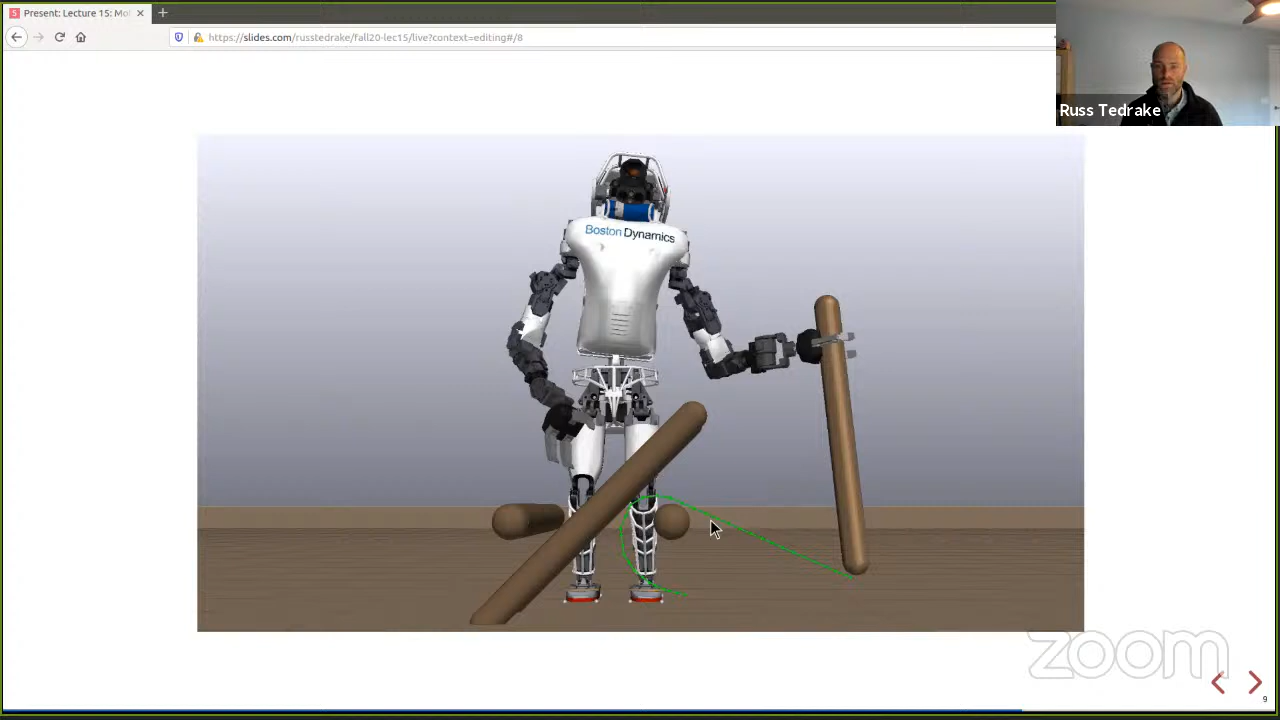 Present: Lecture 15: Mo
https://slides.com/russtedrake/fall20-lec15/live?context=editing#/8
Russ Tedrake
Boston Dynamics
zoom
9